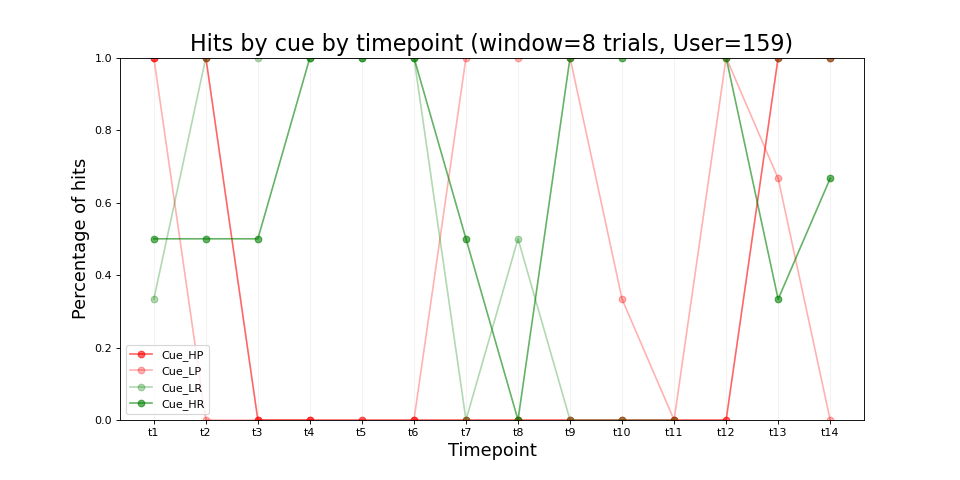 Hits by cue by timepoint (window=8 trials, User=159)
Percentage of hits
1.0
0.8
0.6
0.4
0.2
0.0
Cue_HP
Cue_LP
Cue_LR
Cue_HR
t1 t2 t3 t4 t5 t6 t7 t8 t9 t10 t11 t12 t13 t14
Timepoint